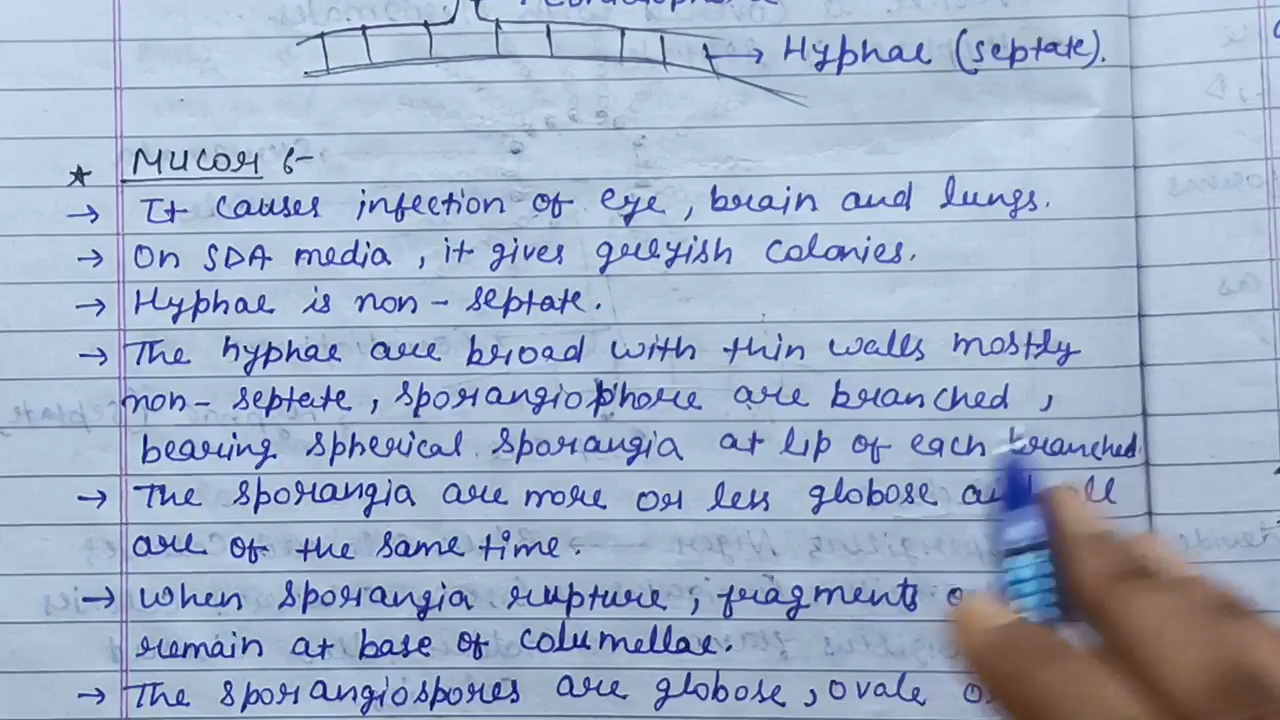 Hyphae (septate).
★ Mucor :-
→ It causes infection of eye, brain and lungs.
→ On SDA media, it gives greyish colonies.
→ Hyphae is non-septate.
→ The hyphae are broad with thin walls mostly
non-septate, sporangiophore are branched,
bearing spherical sporangia at lip of each branched.
→ The sporangia are more or less globose
are of the same time.
→ When sporangia rupture, fragments
remain at base of columellae.
→ The sporangiospores are globose, ovale